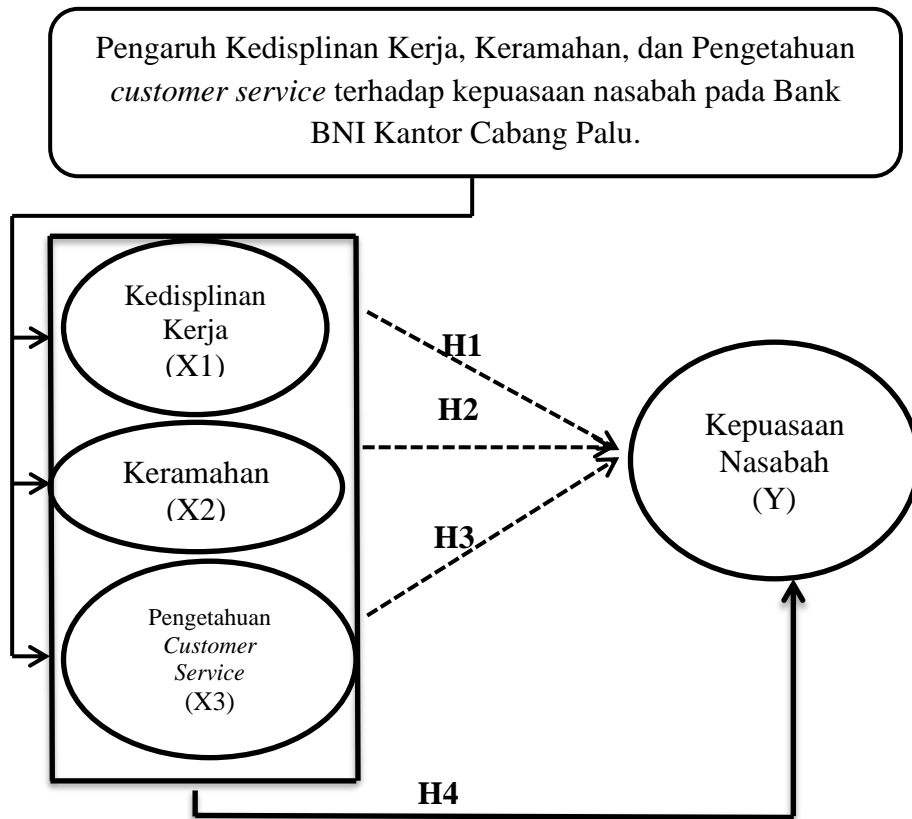 Pengaruh Kedisplinan Kerja, Keramahan, dan Pengetahuan
customer service terhadap kepuasaan nasabah pada Bank
BNI Kantor Cabang Palu.
Kedisplinan
Kerja
(X1)
H1
H2
Keramahan
(X2)
H3
Pengetahuan
Customer
Service
(X3)
Kepuasaan
Nasabah
(Y)
H4